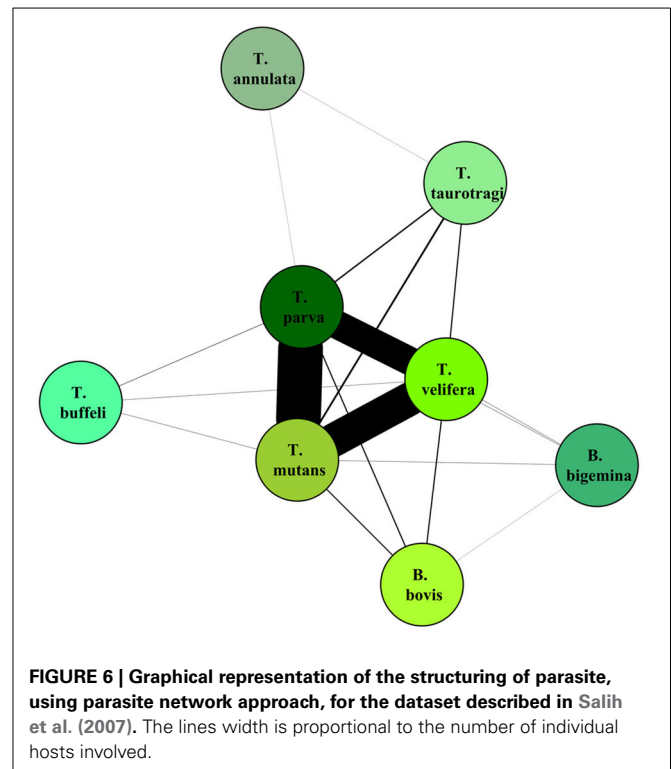 T.
annulata
T.
taurotragi
T.
parva
T.
velifera
T.
buffeli
T.
mutans
B.
bigemina
B.
bovis
FIGURE 6 | Graphical representation of the structuring of parasite,
using parasite network approach, for the dataset described in Salih
et al. (2007). The lines width is proportional to the number of individual
hosts involved.